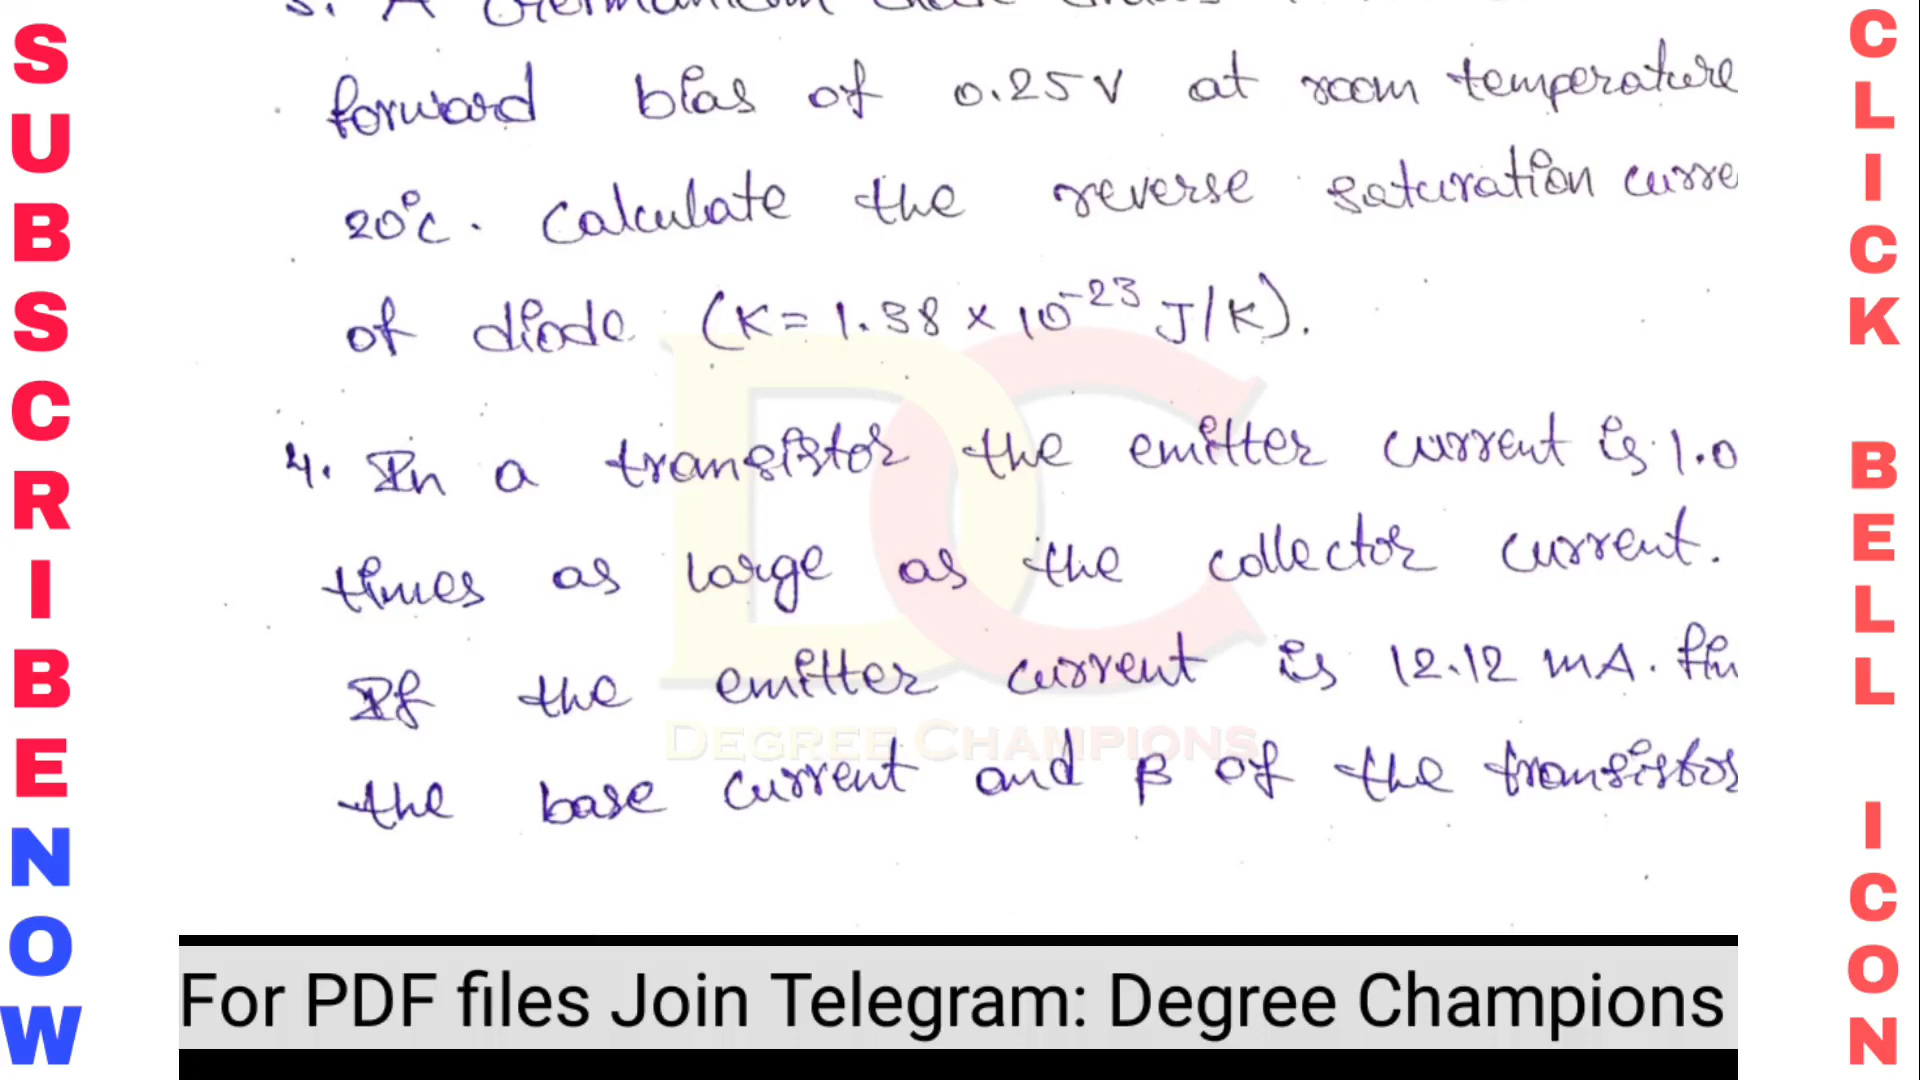 SUBSCRIBE NOW
3. A Germanium diode
forward bias of 0.25V at room temperature
20°C. Calculate the reverse saturation curre
of diode (K = 1.38 × 10⁻²³ J/K).
4. In a transistor the emitter current is 1.0
times as large as the collector current.
If the emitter current is 12.12 mA. fin
the base current and β of the transistor
DEGREE CHAMPIONS
For PDF files Join Telegram: Degree Champions
CLICK BELL ICON